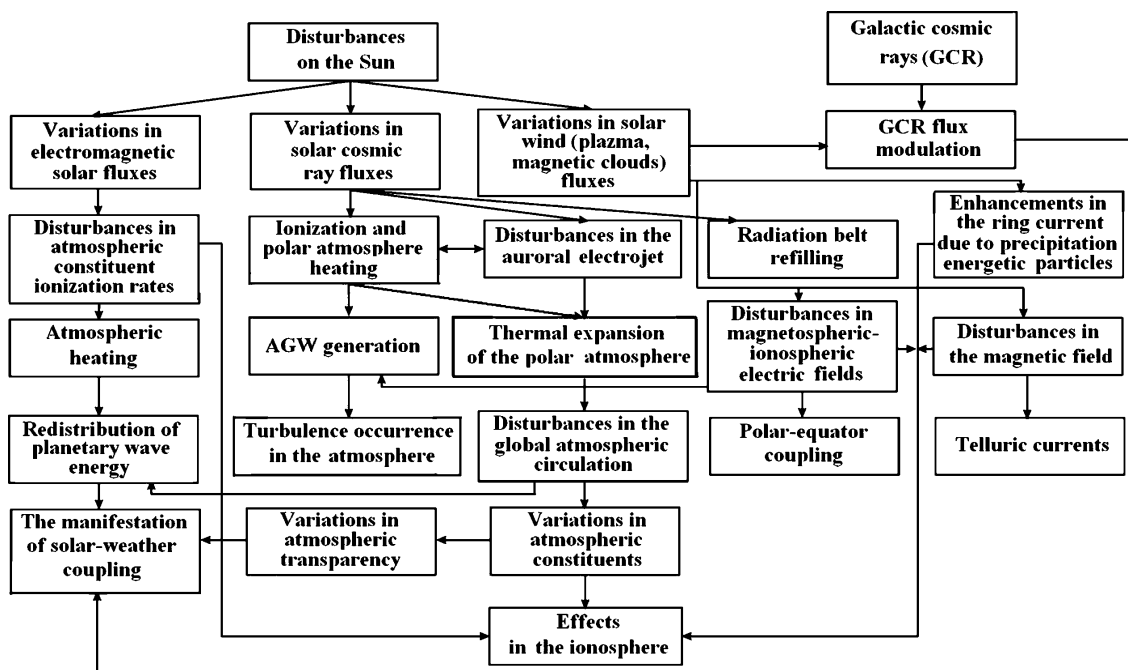 Disturbances
on the Sun
Galactic cosmic
rays (GCR)
Variations in
electromagnetic
solar fluxes
Variations in
solar cosmic
ray fluxes
Variations in solar
wind (plazma,
magnetic clouds)
fluxes
GCR flux
modulation
Disturbances in
atmospheric
constituent
ionization rates
Ionization and
polar atmosphere
heating
Disturbances in the
auroral electrojet
Radiation belt
refilling
Enhancements in
the ring current
due to precipitation
energetic particles
Atmospheric
heating
AGW generation
Thermal expansion
of the polar atmosphere
Disturbances in
magnetospheric-
ionospheric
electric fields
Disturbances in
the magnetic field
Redistribution of
planetary wave
energy
Turbulence occurrence
in the atmosphere
Disturbances in the
global atmospheric
circulation
Polar-equator
coupling
Telluric currents
The manifestation
of solar-weather
coupling
Variations in
atmospheric
transparency
Variations in
atmospheric
constituents
Effects
in the ionosphere